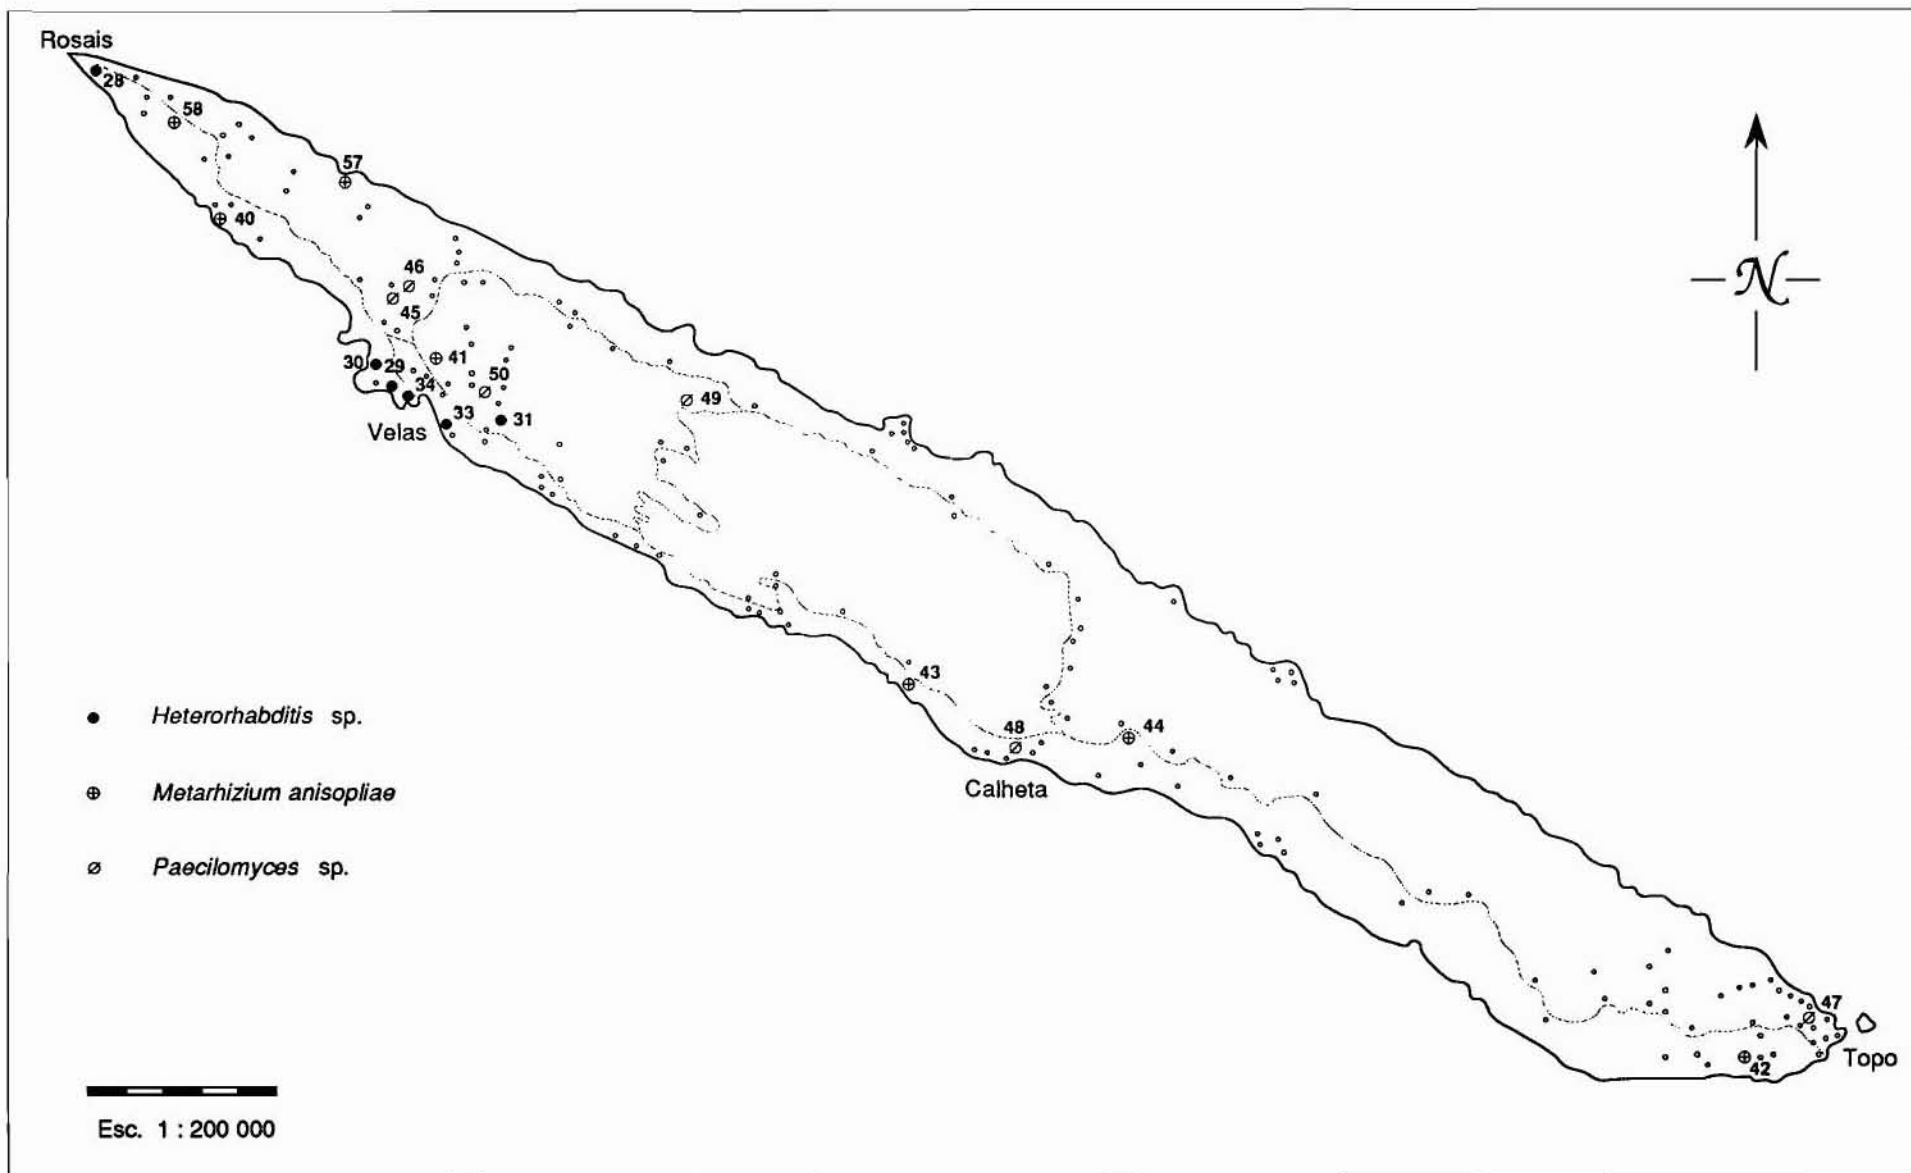 Rosais
28
58
57
40
46
45
30
29
41
34
50
49
33
31
Velas
N
43
48
44
Calheta
Heterorhabditis sp.
Metarhizium anisopliae
Paecilomyces sp.
47
42
Topo
Esc. 1 : 200 000